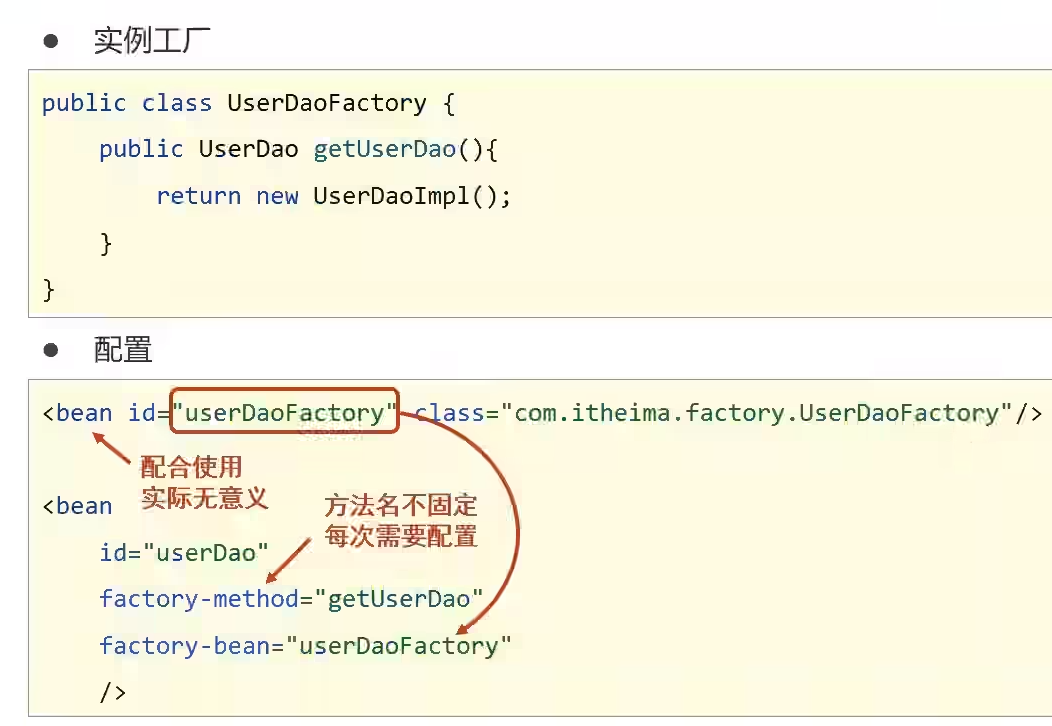 ● 实例工厂
public class UserDaoFactory {
    public UserDao getUserDao(){
        return new UserDaoImpl();
    }
}
● 配置
<bean id="userDaoFactory" class="com.itheima.factory.UserDaoFactory"/>
配合使用
实际无意义
方法名不固定
每次需要配置
<bean
    id="userDao"
    factory-method="getUserDao"
    factory-bean="userDaoFactory"
    />